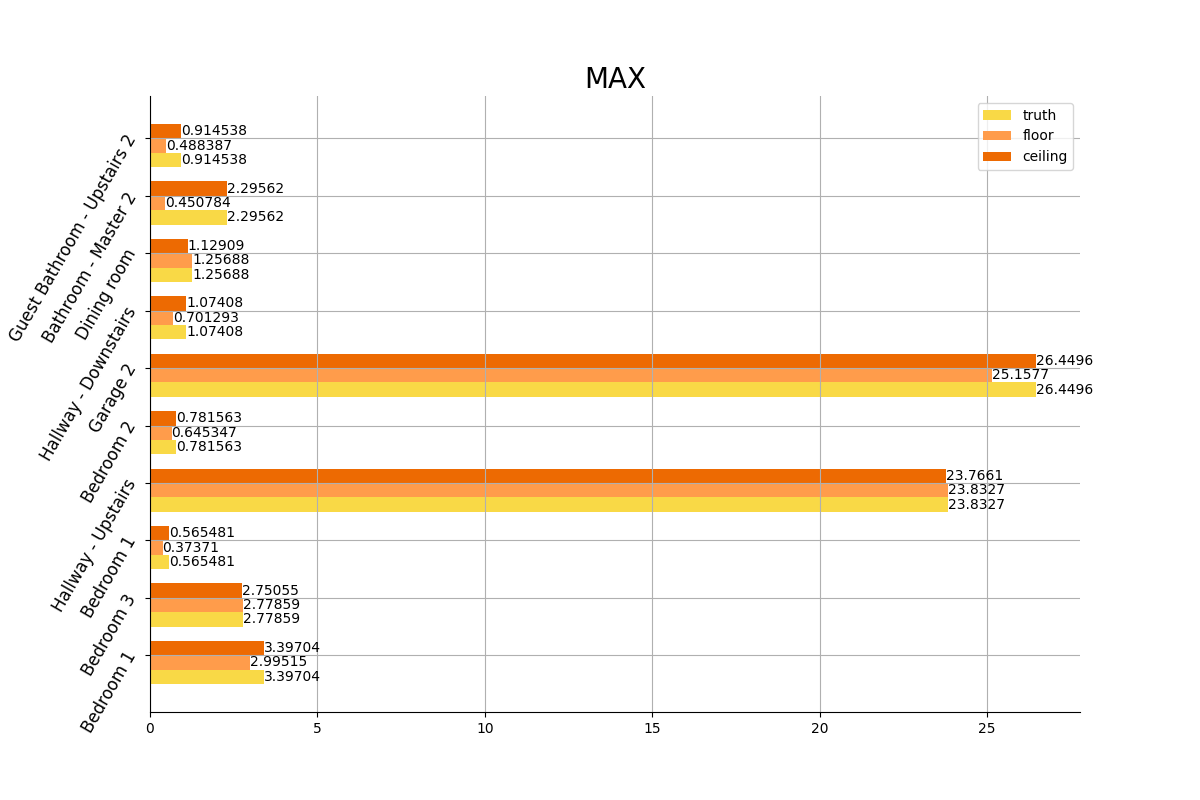 MAX
truth
floor
ceiling
Guest Bathroom - Upstairs 2
0.914538
0.488387
0.914538
Bathroom - Master 2
2.29562
0.450784
2.29562
Dining room
1.12909
1.25688
1.25688
Hallway - Downstairs
1.07408
0.701293
1.07408
Garage 2
26.4496
25.1577
26.4496
Bedroom 2
0.781563
0.645347
0.781563
Hallway - Upstairs
23.7661
23.8327
23.8327
Bedroom 1
0.565481
0.37371
0.565481
Bedroom 3
2.75055
2.77859
2.77859
Bedroom 1
3.39704
2.99515
3.39704
0 5 10 15 20 25